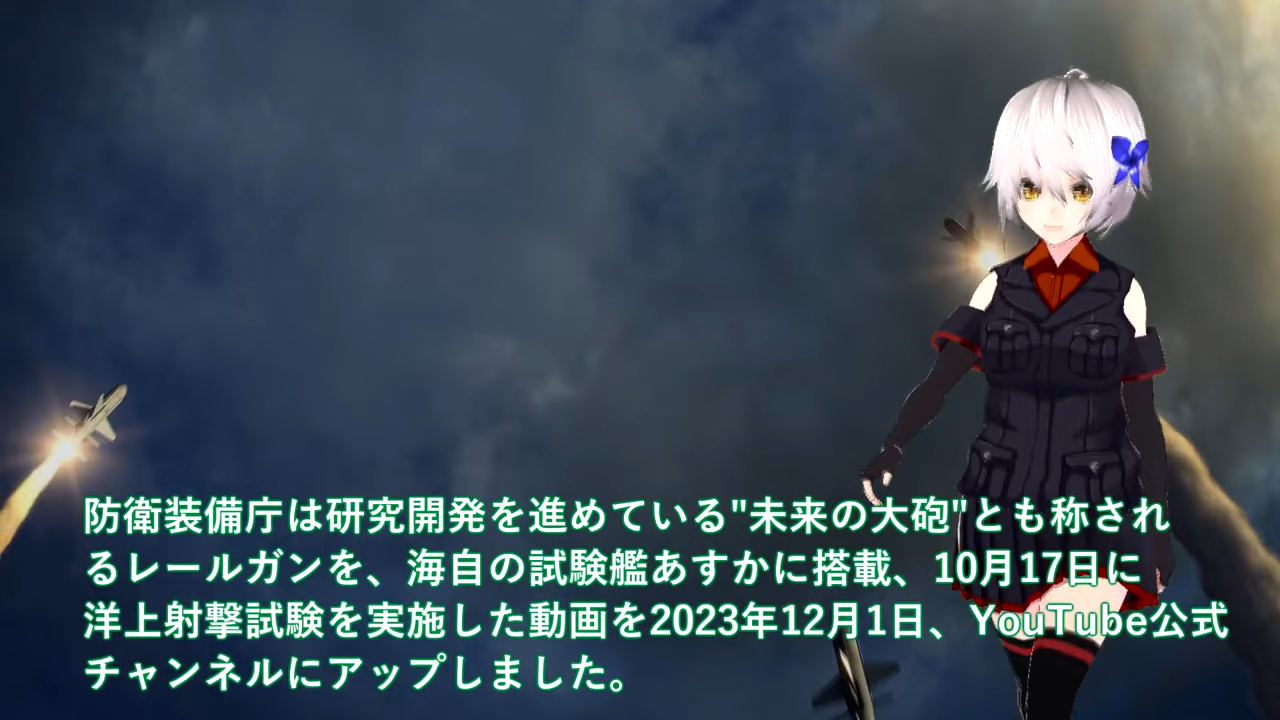 防衛装備庁は研究開発を進めている"未来の大砲"とも称され
るレールガンを、海自の試験艦あすかに搭載、10月17日に
洋上射撃試験を実施した動画を2023年12月1日、YouTube公式
チャンネルにアップしました。